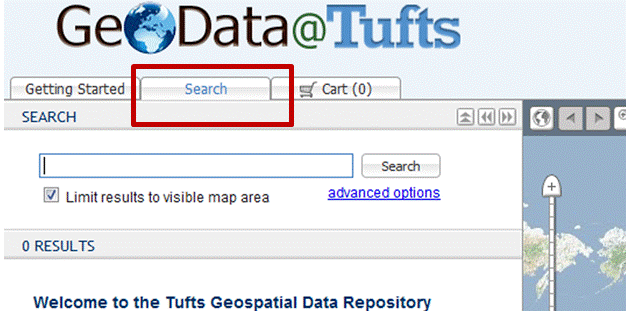 GeoData@Tufts
Getting Started Search Cart (0)
SEARCH
Search
Limit results to visible map area advanced options
0 RESULTS
Welcome to the Tufts Geospatial Data Repository